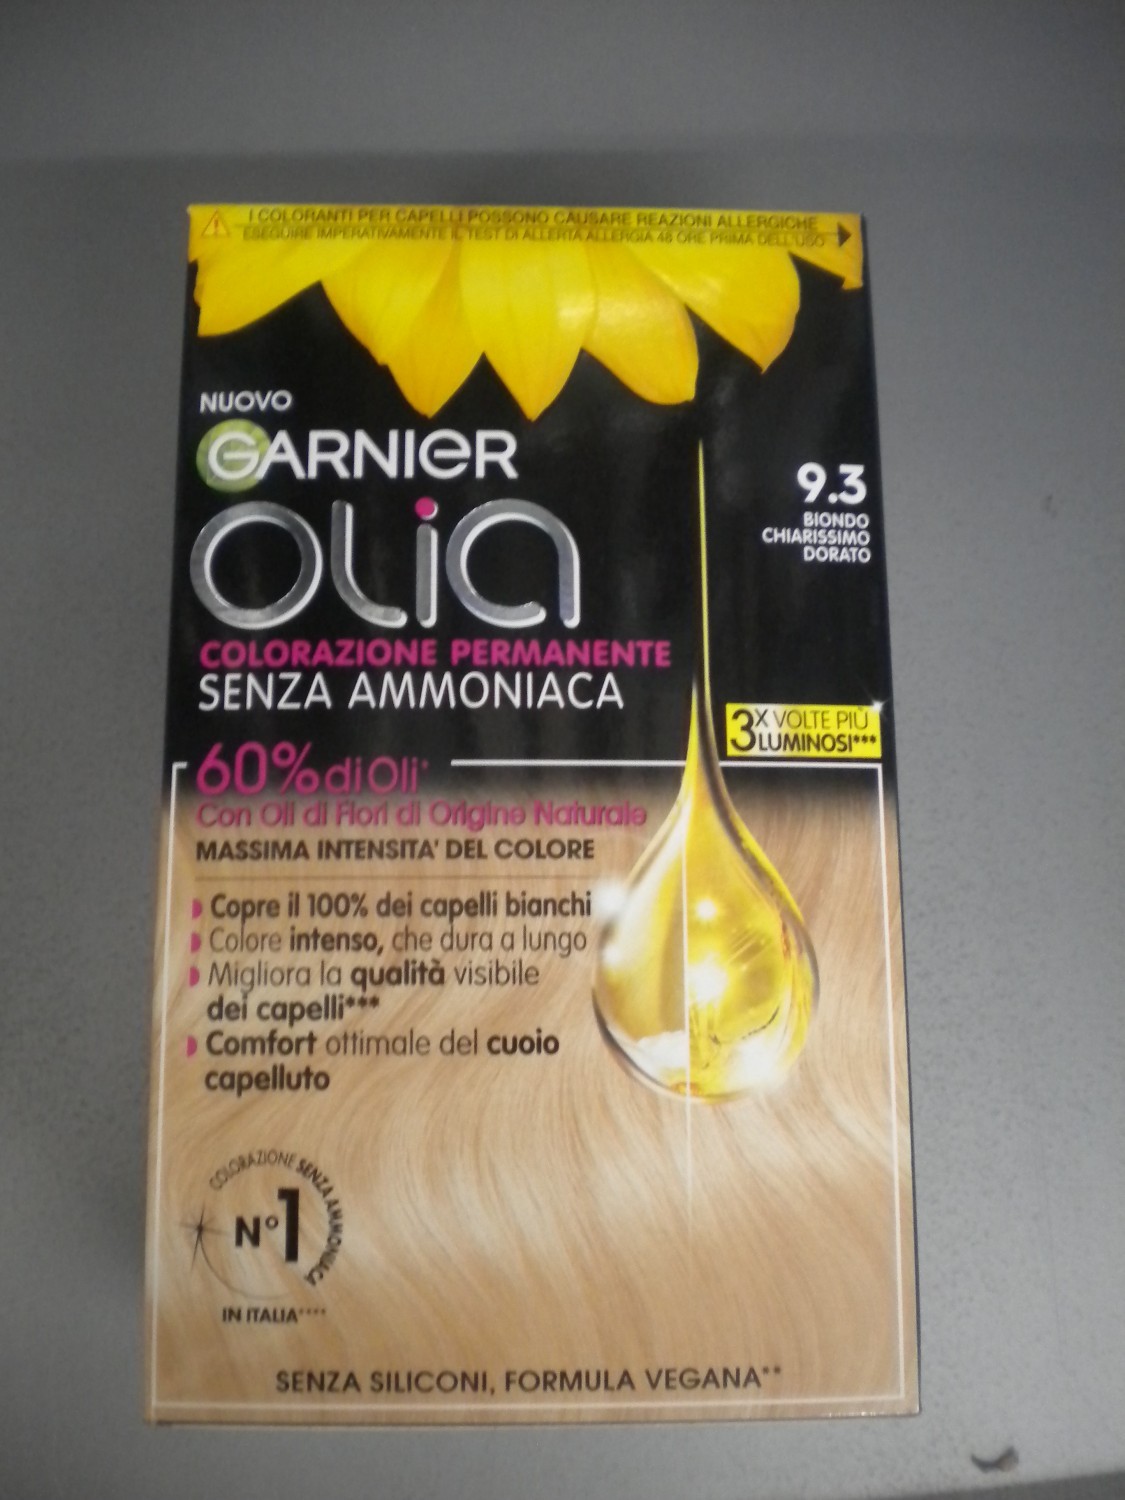 I COLORANTI PER CAPELLI POSSONO CAUSARE REAZIONI ALLERGICHE
ESEGUIRE IMPERATIVAMENTE IL TEST DI ALLERTA ALLERGIA 48 ORE PRIMA DELL'USO
NUOVO
GARNIER
OLIA
9.3
BIONDO
CHIARISSIMO
DORATO
COLORAZIONE PERMANENTE
SENZA AMMONIACA
3X VOLTE PIÙ
LUMINOSI***
60% di Oli*
Con Oli di Fiori di Origine Naturale
MASSIMA INTENSITA' DEL COLORE
Copre il 100% dei capelli bianchi
Colore intenso, che dura a lungo
Migliora la qualità visibile
dei capelli***
Comfort ottimale del cuoio
capelluto
COLORAZIONE SENZA AMMONIACA
N°1
IN ITALIA****
SENZA SILICONI, FORMULA VEGANA**